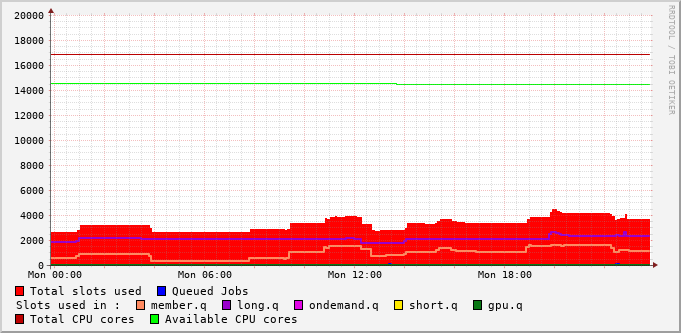 20000
18000
16000
14000
12000
10000
8000
6000
4000
2000
0
Mon 00:00 Mon 06:00 Mon 12:00 Mon 18:00
Total slots used Queued Jobs
Slots used in : member.q long.q ondemand.q short.q gpu.q
Total CPU cores Available CPU cores
RRDTOOL / TOBI OETIKER